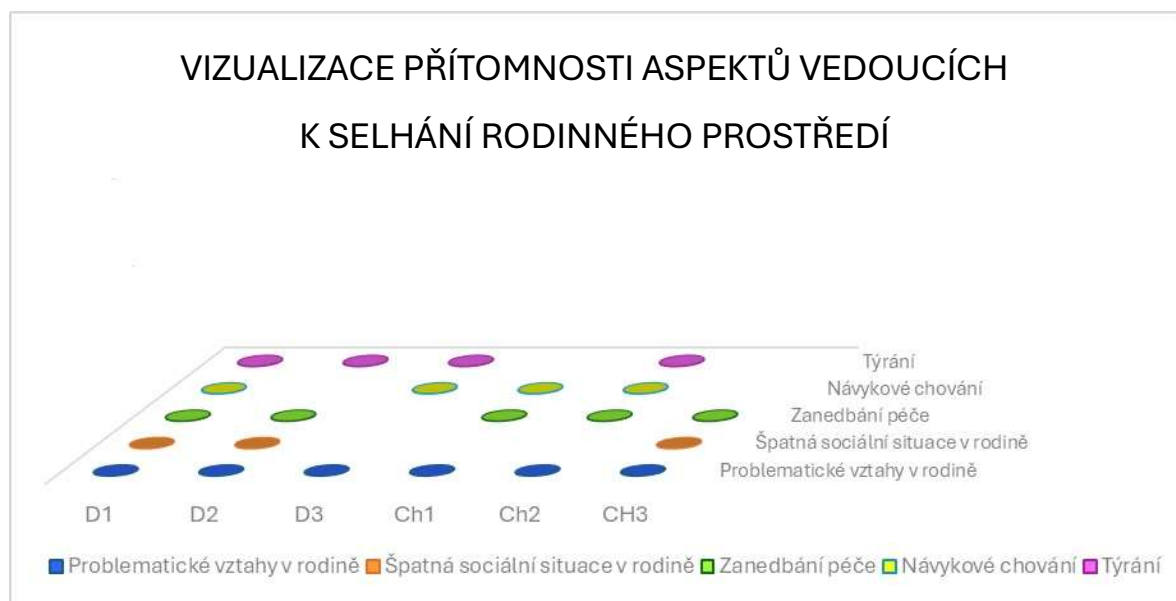 VIZUALIZACE PŘÍTOMNOSTI ASPEKTŮ VEDOUCÍCH
K SELHÁNÍ RODINNÉHO PROSTŘEDÍ
Týrání
Návykové chování
Zanedbání péče
Špatná sociální situace v rodině
Problematické vztahy v rodině
D1 D2 D3 Ch1 Ch2 CH3
Problematické vztahy v rodině Špatná sociální situace v rodině Zanedbání péče Návykové chování Týrání